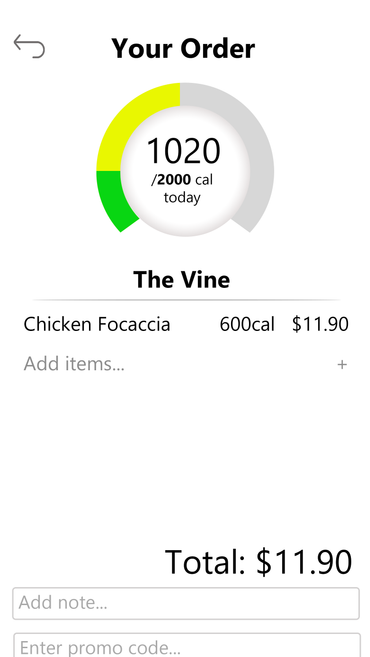 Your Order
1020
/2000 cal
today
The Vine
Chicken Focaccia 600cal $11.90
Add items... +
Total: $11.90
Add note...
Enter promo code...